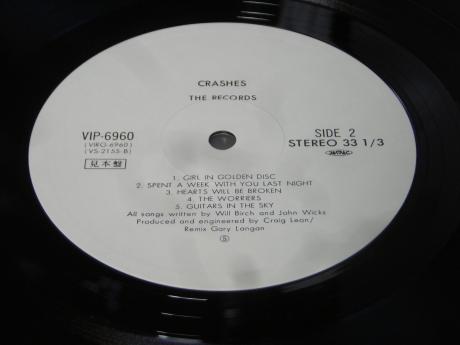 CRASHES
THE RECORDS
VIP-6960
(VIRG-6960)
(VS-2155-B)
見本盤
SIDE 2
STEREO 33 1/3
JASRAC
1. GIRL IN GOLDEN DISC
2. SPENT A WEEK WITH YOU LAST NIGHT
3. HEARTS WILL BE BROKEN
4. THE WORRIERS
5. GUITARS IN THE SKY
All songs written by Will Birch and John Wicks
Produced and engineered by Craig Leon/
Remix Gary Langan
Ⓢ